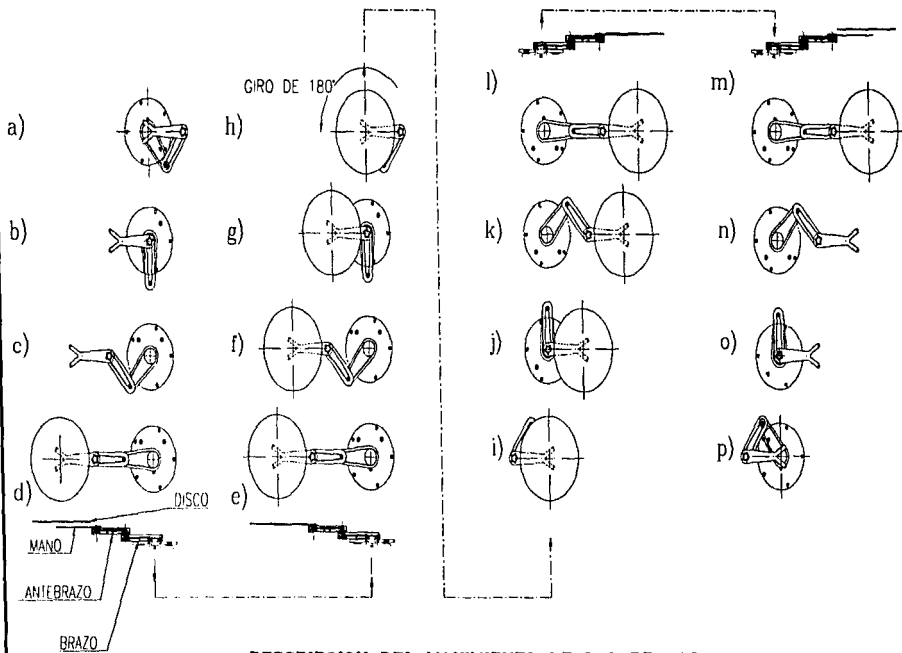 a)
b)
c)
d)
DISCO
MANO
ANTEBRAZO
BRAZO
GIRO DE 180°
h)
g)
f)
e)
l)
k)
j)
i)
m)
n)
o)
p)